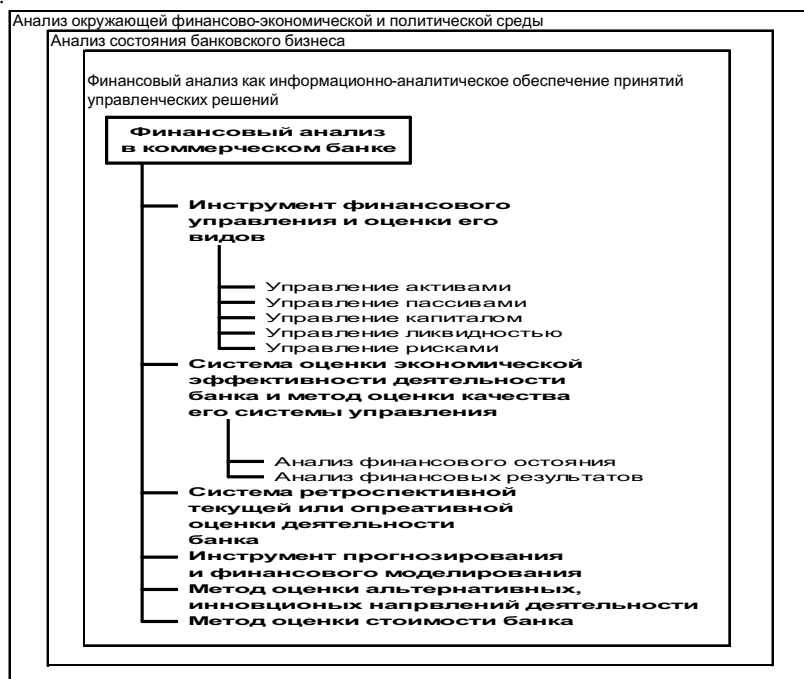 .
Анализ окружающей финансово-экономической и политической среды
Анализ состояния банковского бизнеса
Финансовый анализ как информационно-аналитическое обеспечение принятий
управленческих решений
Финансовый анализ
в коммерческом банке
Инструмент финансового
управления и оценки его
видов
Управление активами
Управление пассивами
Управление капиталом
Управление ликвидностью
Управление рисками
Система оценки экономической
эффективности деятельности
банка и метод оценки качества
его системы управления
Анализ финансового остояния
Анализ финансовых результатов
Система ретроспективной
текущей или опреативной
оценки деятельности
банка
Инструмент прогнозирования
и финансового моделирования
Метод оценки альтернативных,
инновционых напрвлений деятельности
Метод оценки стоимости банка